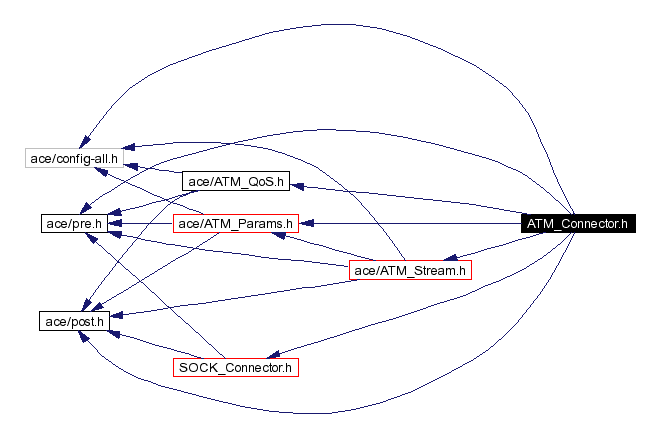 ace/config-all.h
ace/ATM_QoS.h
ace/pre.h
ace/ATM_Params.h
ATM_Connector.h
ace/ATM_Stream.h
ace/post.h
SOCK_Connector.h